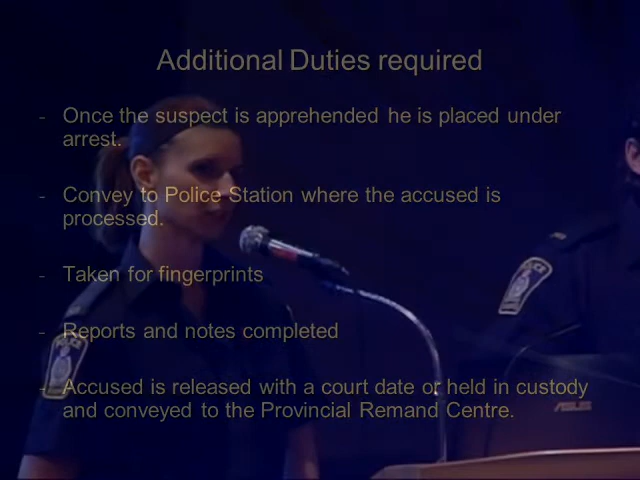 Additional Duties required
- Once the suspect is apprehended he is placed under
arrest.
- Convey to Police Station where the accused is
processed.
- Taken for fingerprints
- Reports and notes completed
- Accused is released with a court date or held in custody
and conveyed to the Provincial Remand Centre.
POLICE
ASUS